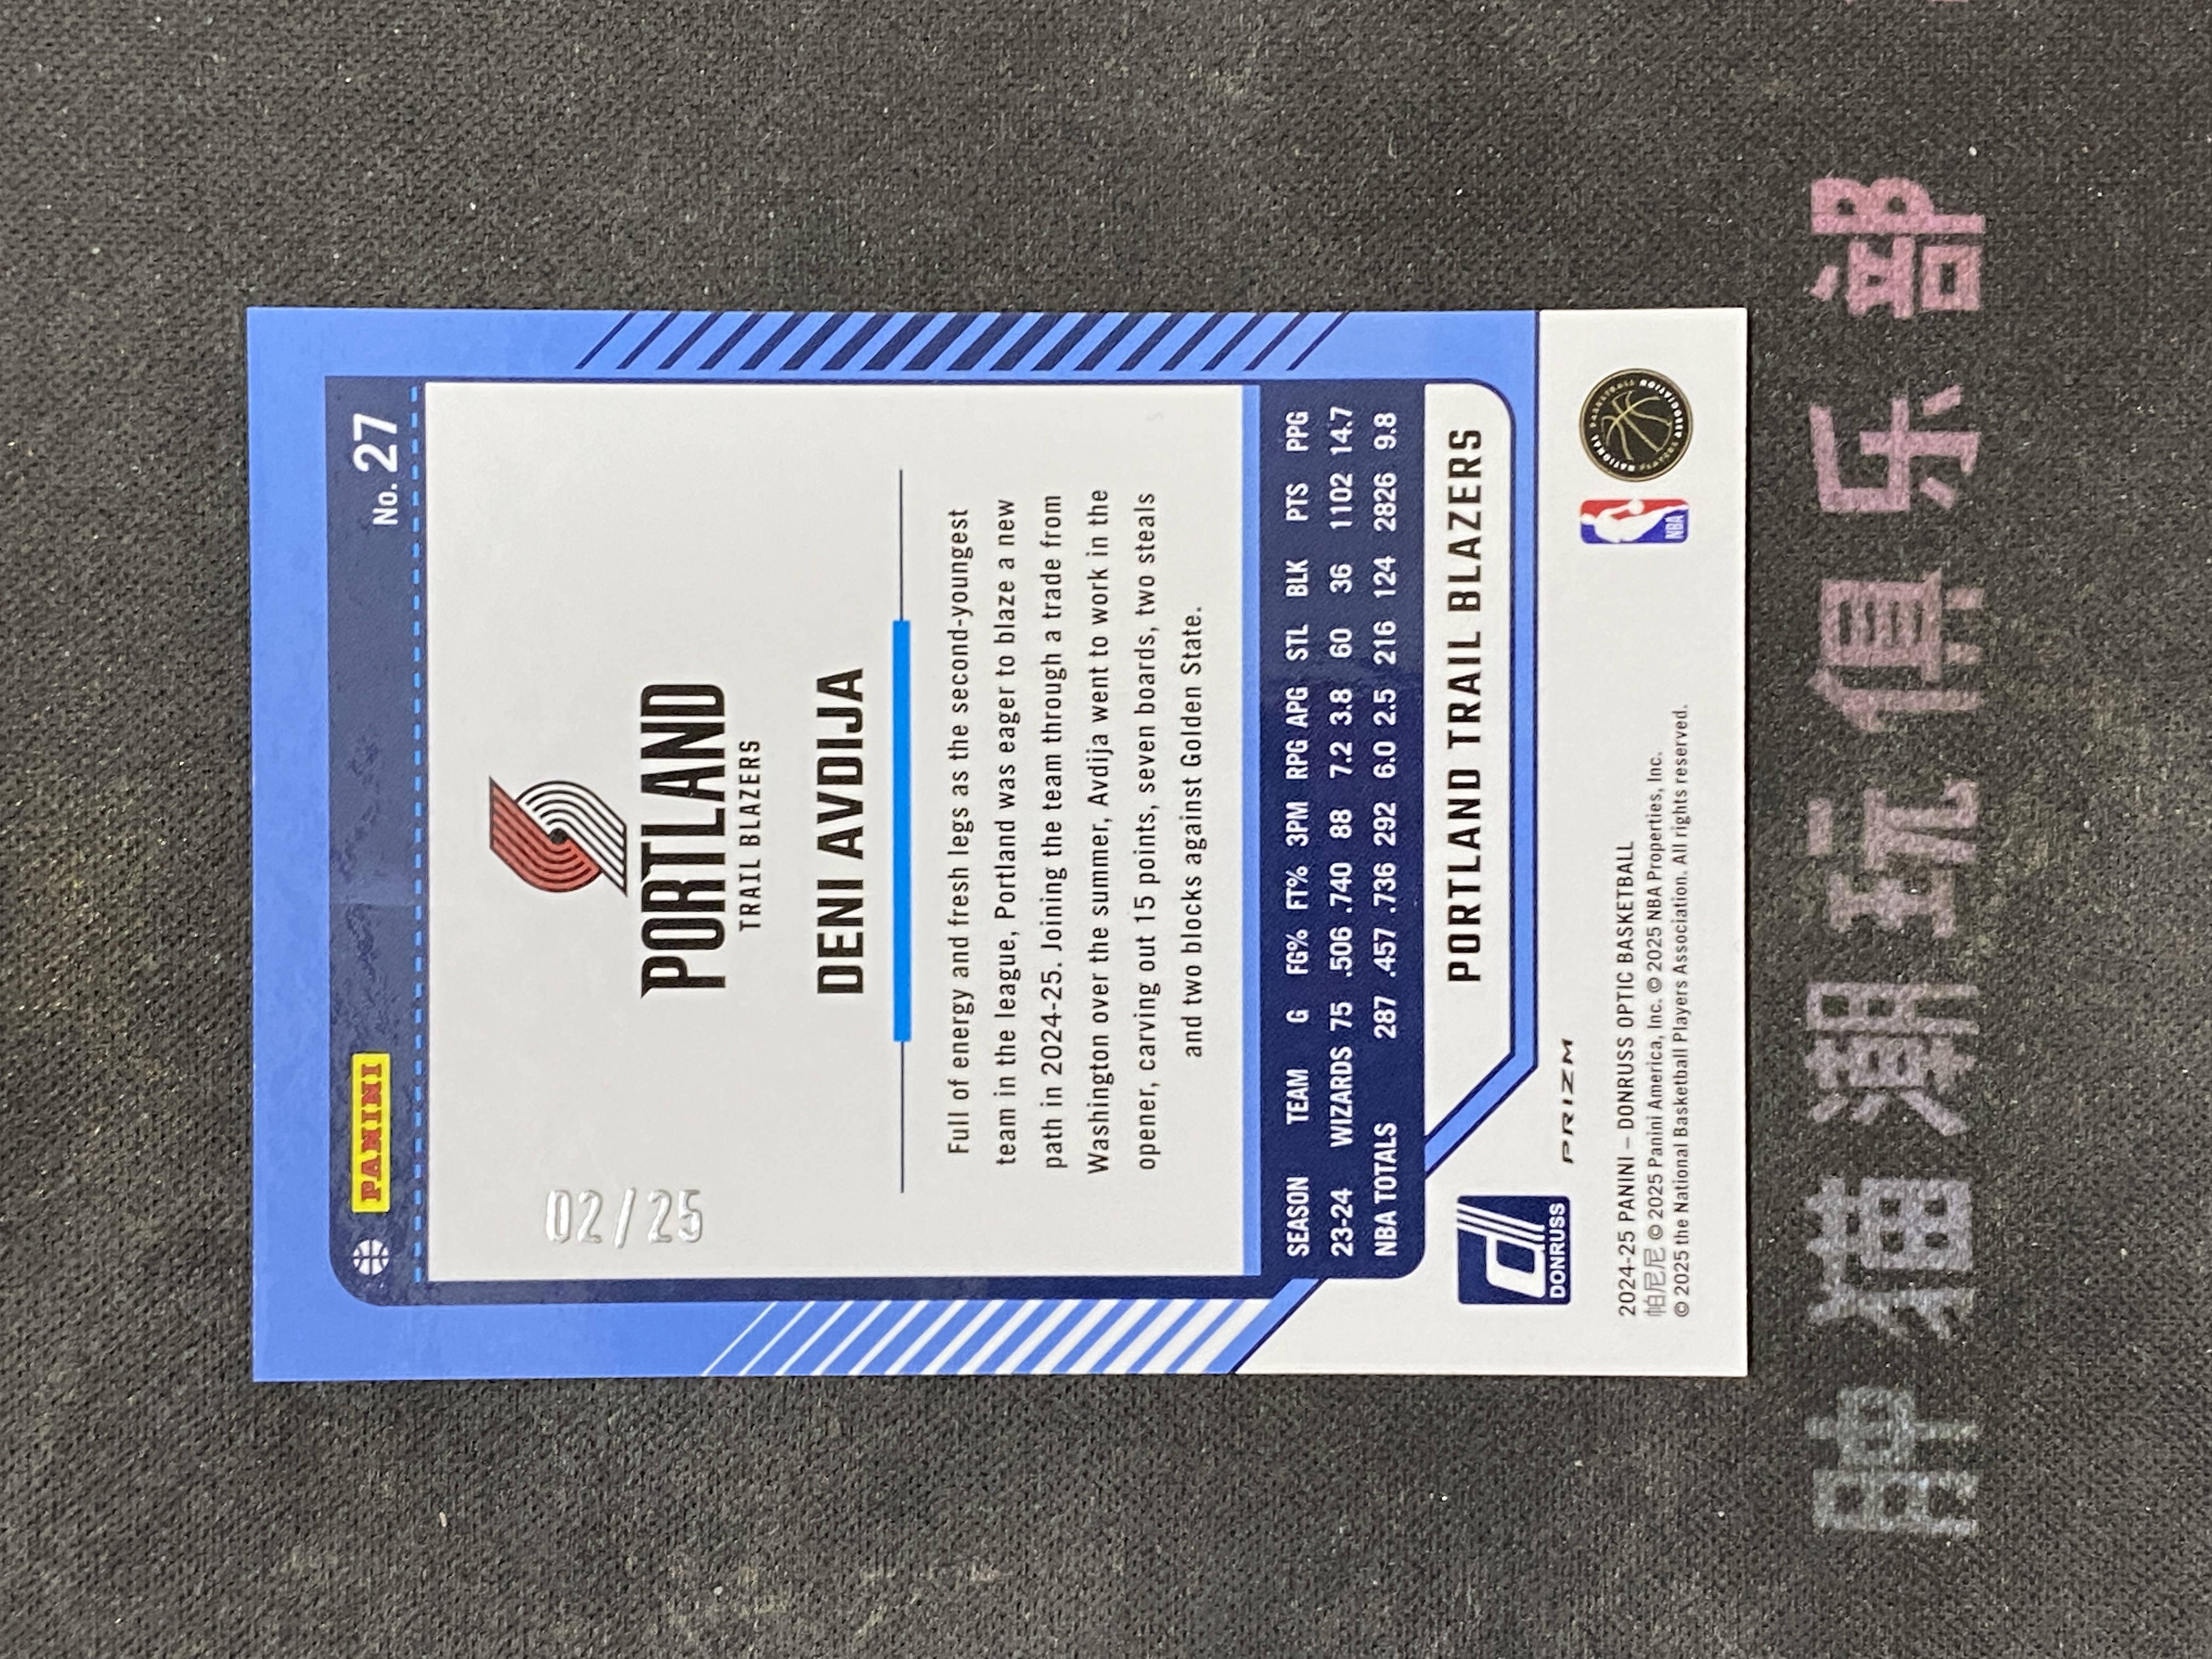 PANINI
No. 27
02/25
PORTLAND
TRAIL BLAZERS
DENI AVDIJA
Full of energy and fresh legs as the second-youngest
team in the league, Portland was eager to blaze a new
path in 2024-25. Joining the team through a trade from
Washington over the summer, Avdija went to work in the
opener, carving out 15 points, seven boards, two steals
and two blocks against Golden State.
SEASON TEAM G FG% FT% 3PM RPG APG STL BLK PTS PPG
23-24 WIZARDS 75 .506 .740 88 7.2 3.8 60 36 1102 14.7
NBA TOTALS 287 .457 .736 292 6.0 2.5 216 124 2826 9.8
PORTLAND TRAIL BLAZERS
DONRUSS
PRIZM
NBA
2024-25 PANINI – DONRUSS OPTIC BASKETBALL
帕尼尼 © 2025 Panini America, Inc. © 2025 NBA Properties, Inc.
© 2025 the National Basketball Players Association. All rights reserved.
胖猫潮玩俱乐部